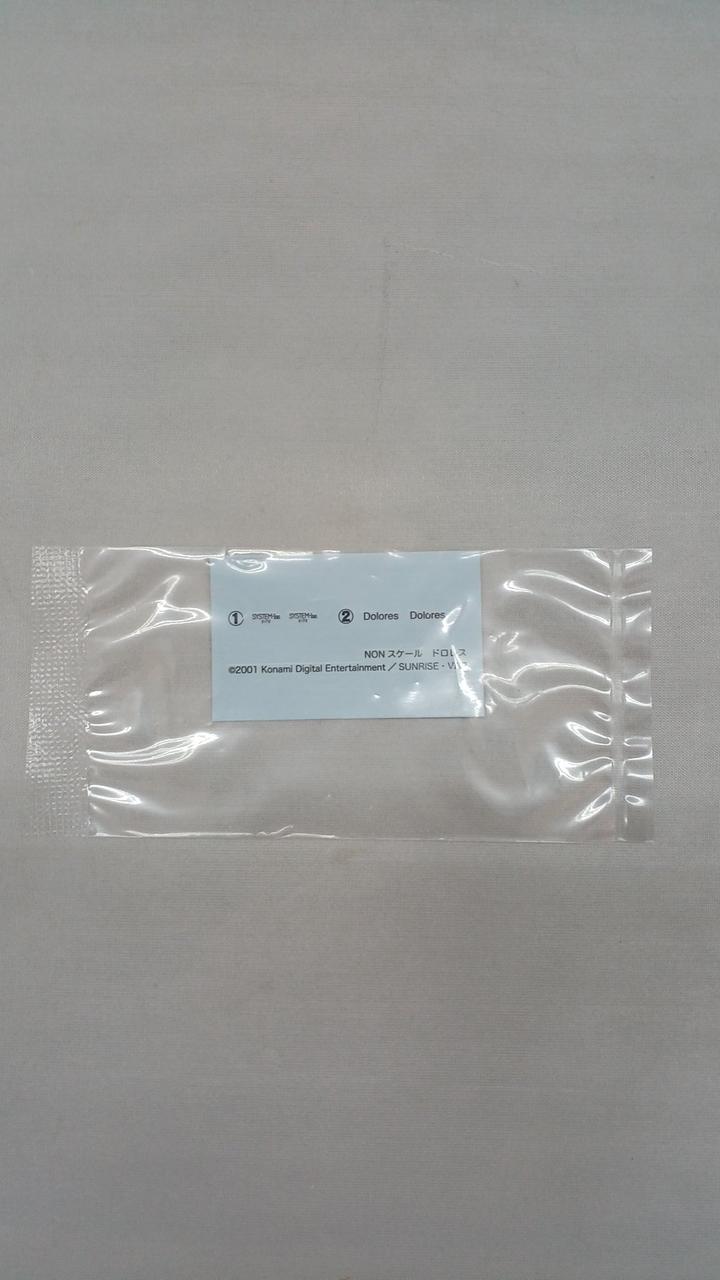 ① ② Dolores Dolores
NON スケール ドロレス
©2001 Konami Digital Entertainment／SUNRISE・